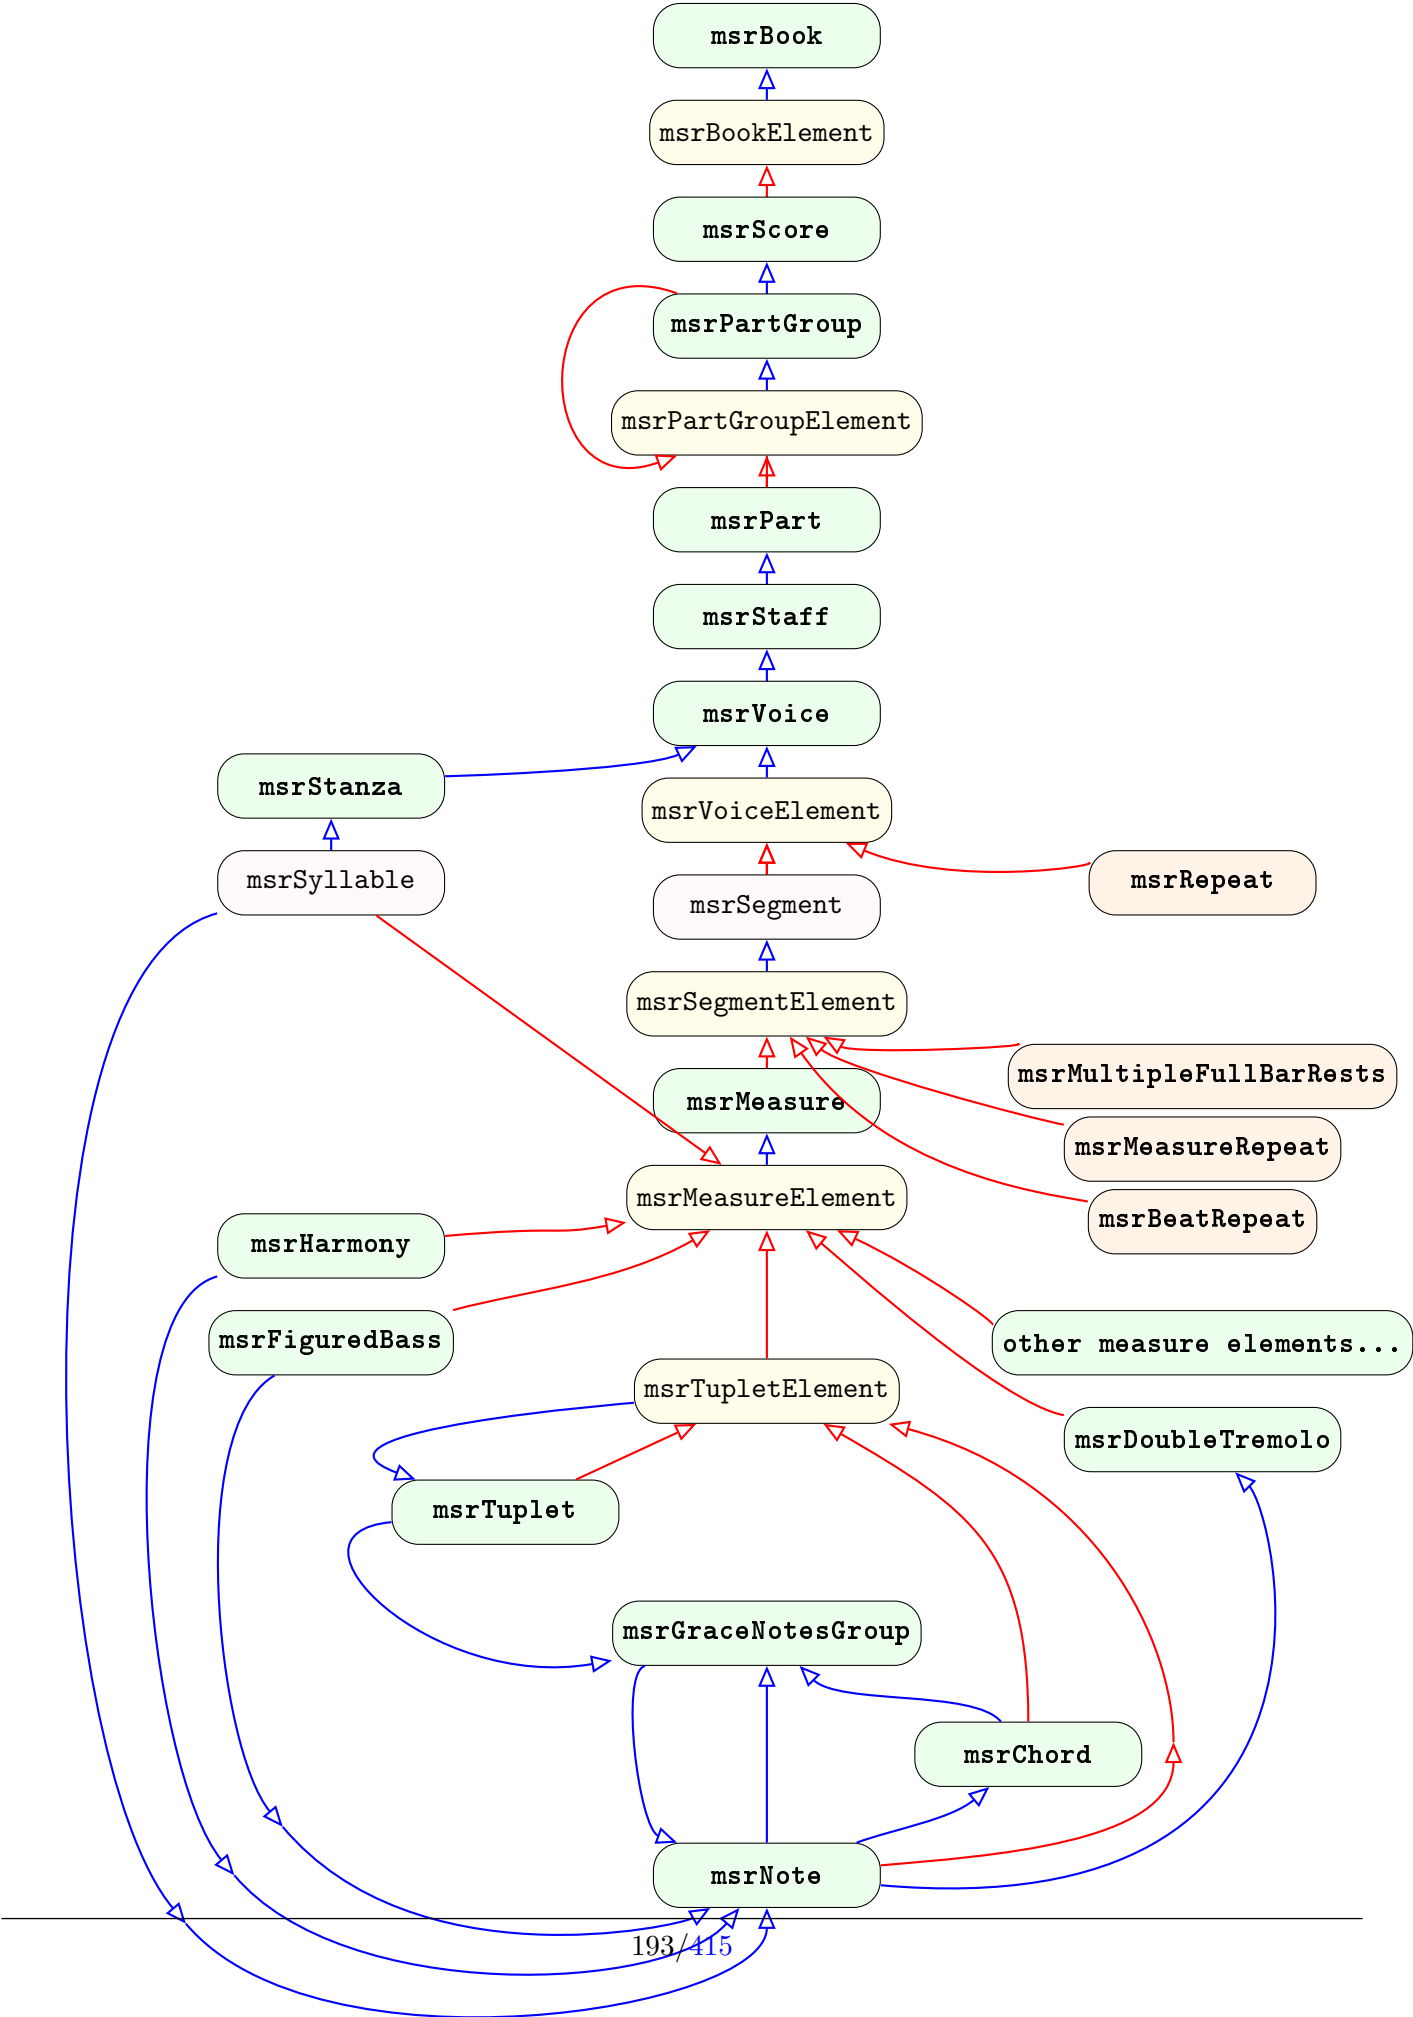 msrBook
msrBookElement
msrScore
msrPartGroup
msrPartGroupElement
msrPart
msrStaff
msrVoice
msrStanza
msrVoiceElement
msrSyllable
msrRepeat
msrSegment
msrSegmentElement
msrMultipleFullBarRests
msrMeasure
msrMeasureRepeat
msrMeasureElement
msrBeatRepeat
msrHarmony
msrFiguredBass
other measure elements...
msrTupletElement
msrDoubleTremolo
msrTuplet
msrGraceNotesGroup
msrChord
msrNote
193/415